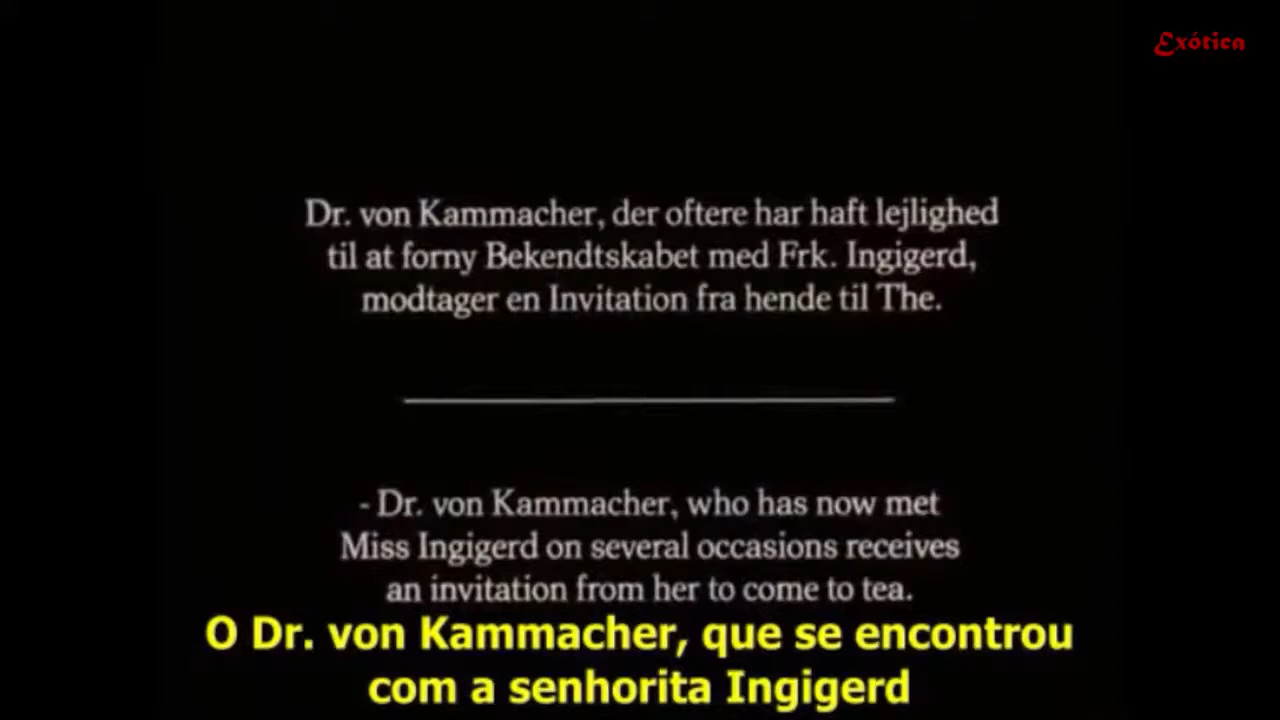 Exótica
Dr. von Kammacher, der oftere har haft lejlighed
til at forny Bekendtskabet med Frk. Ingigerd,
modtager en Invitation fra hende til The.
- Dr. von Kammacher, who has now met
Miss Ingigerd on several occasions receives
an invitation from her to come to tea.
O Dr. von Kammacher, que se encontrou
com a senhorita Ingigerd